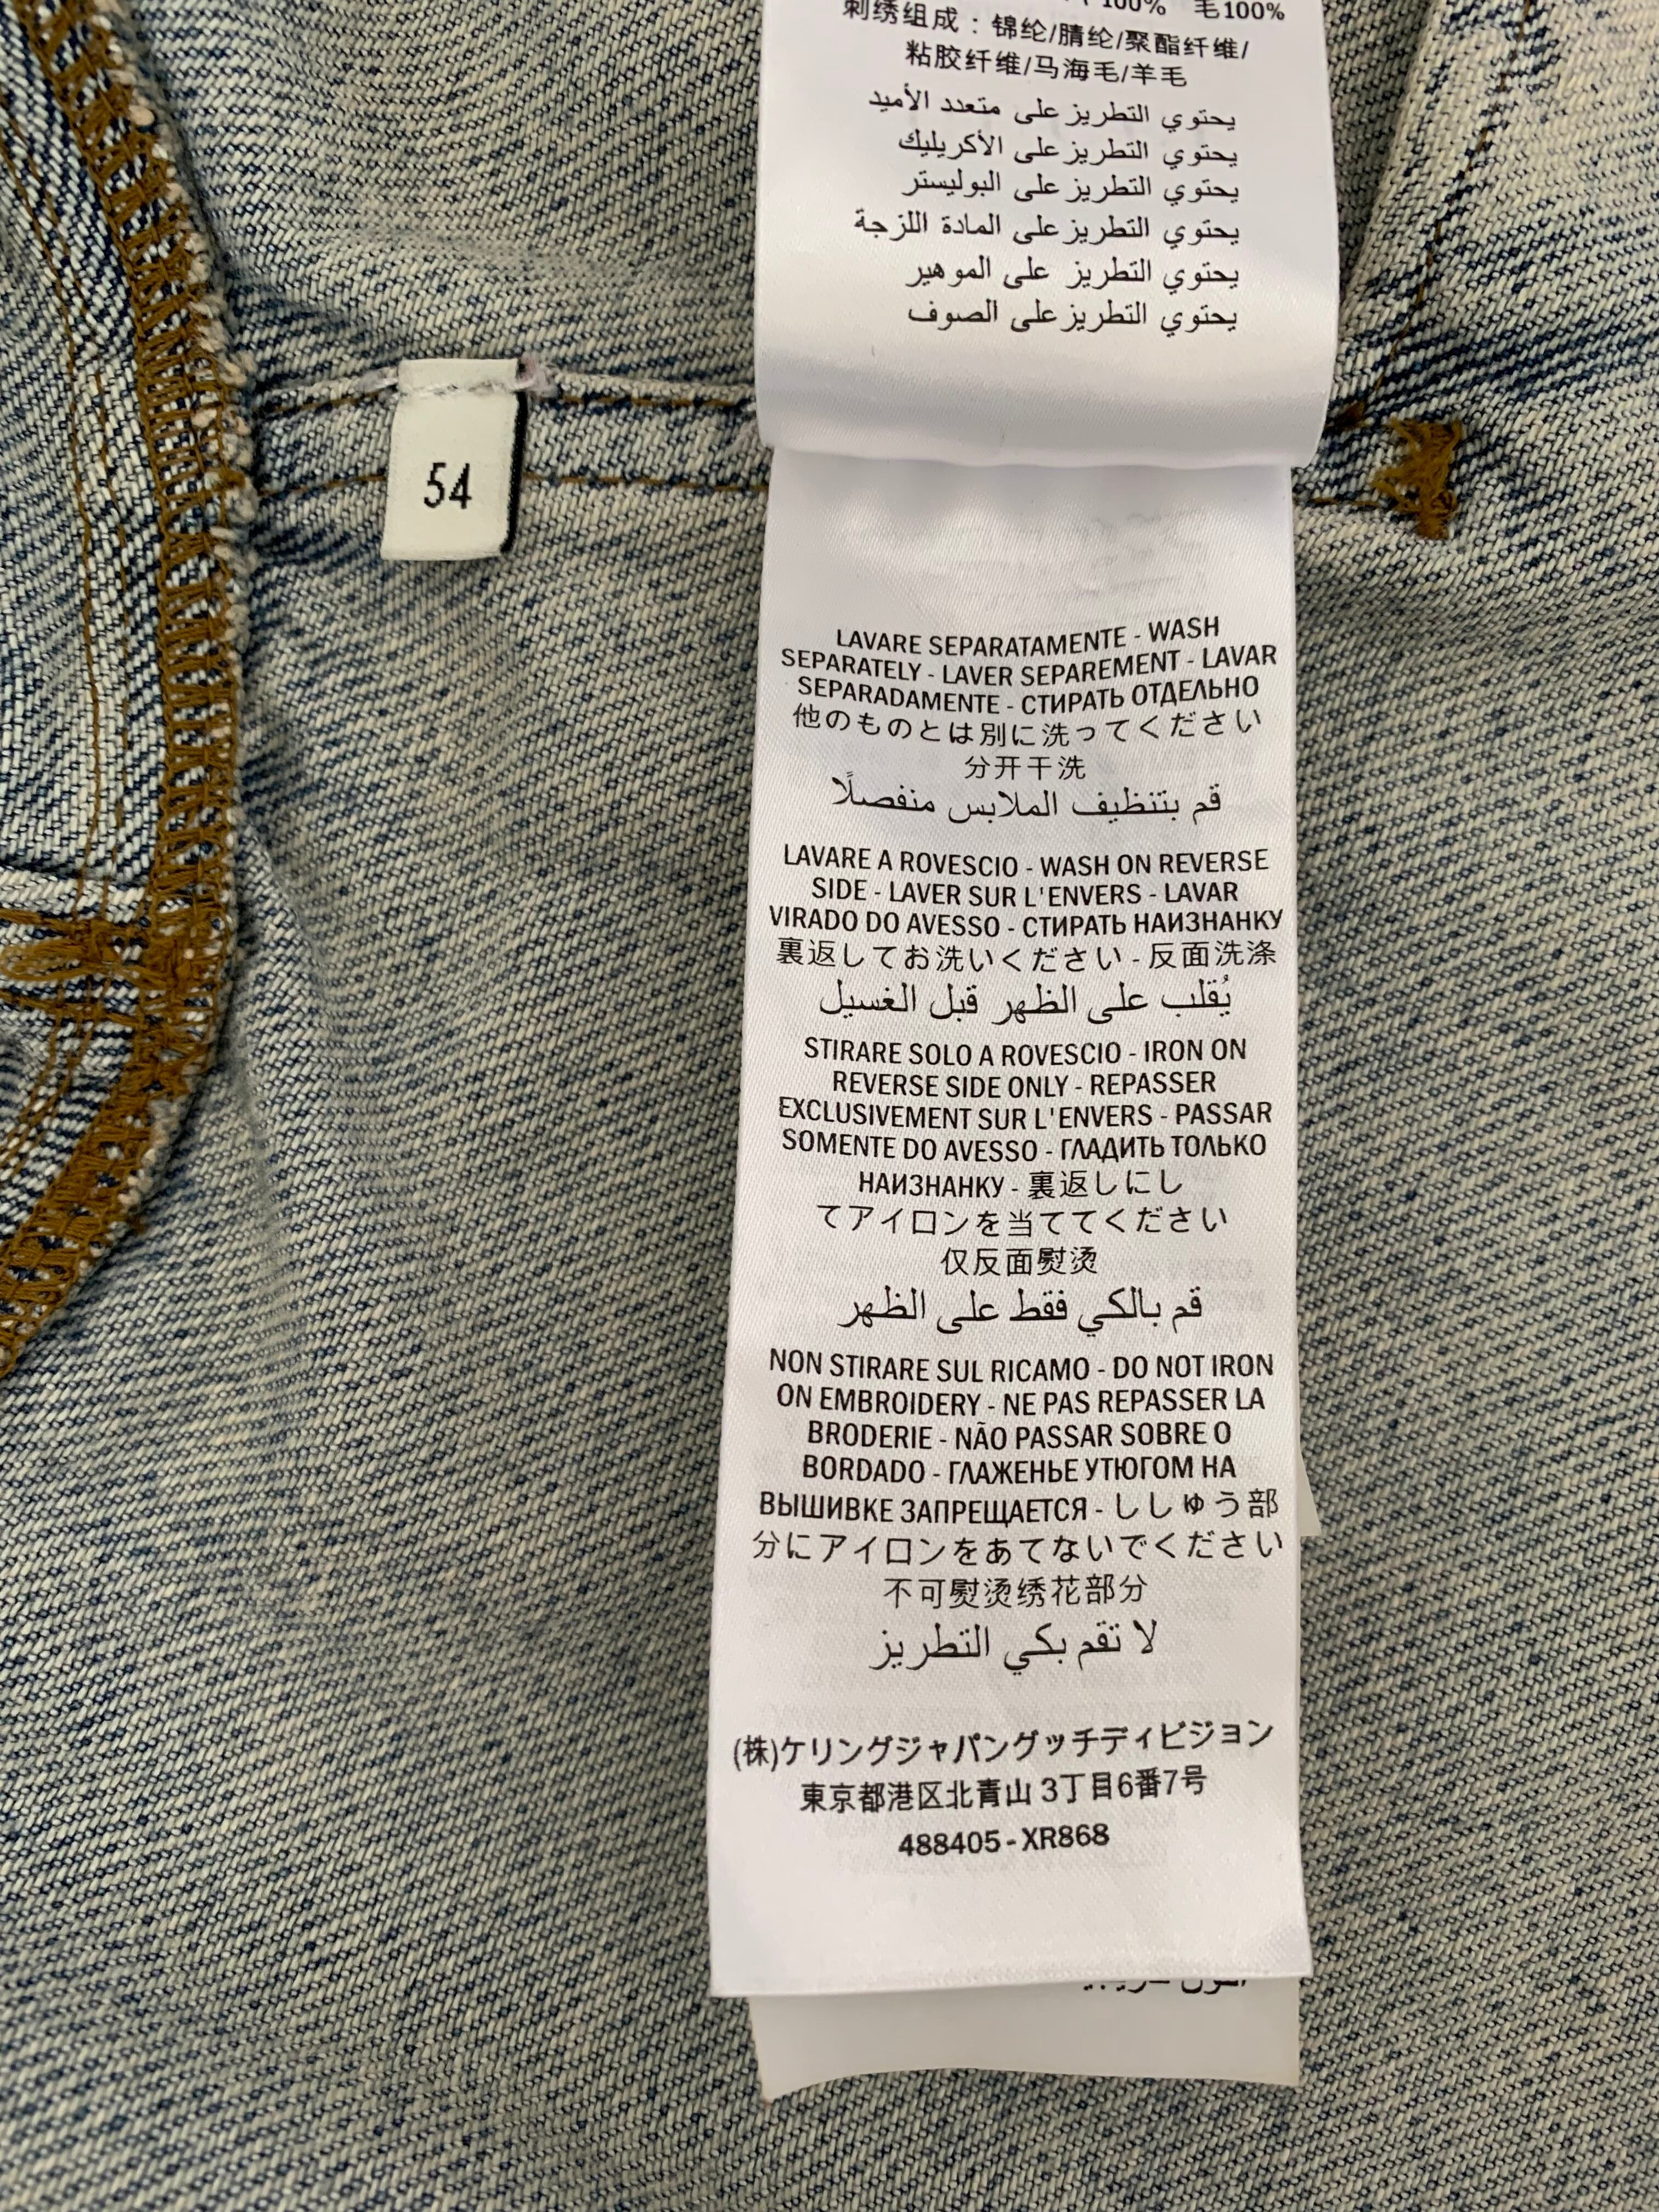 100% 毛100%
刺绣组成：锦纶/腈纶/聚酯纤维/
粘胶纤维/马海毛/羊毛
يحتوي التطريز على متعدد الأميد
يحتوي التطريز على الأكريليك
يحتوي التطريز على البوليستر
يحتوي التطريز على المادة اللزجة
يحتوي التطريز على الموهير
يحتوي التطريز على الصوف
54
LAVARE SEPARATAMENTE - WASH
SEPARATELY - LAVER SEPAREMENT - LAVAR
SEPARADAMENTE - СТИРАТЬ ОТДЕЛЬНО
他のものとは別に洗ってください
分开干洗
قم بتنظيف الملابس منفصلًا
LAVARE A ROVESCIO - WASH ON REVERSE
SIDE - LAVER SUR L'ENVERS - LAVAR
VIRADO DO AVESSO - СТИРАТЬ НАИЗНАНКУ
裏返してお洗いください - 反面洗涤
يُقلب على الظهر قبل الغسيل
STIRARE SOLO A ROVESCIO - IRON ON
REVERSE SIDE ONLY - REPASSER
EXCLUSIVEMENT SUR L'ENVERS - PASSAR
SOMENTE DO AVESSO - ГЛАДИТЬ ТОЛЬКО
НАИЗНАНКУ - 裏返しにし
てアイロンを当ててください
仅反面熨烫
قم بالكي فقط على الظهر
NON STIRARE SUL RICAMO - DO NOT IRON
ON EMBROIDERY - NE PAS REPASSER LA
BRODERIE - NÃO PASSAR SOBRE O
BORDADO - ГЛАЖЕНЬЕ УТЮГОМ НА
ВЫШИВКЕ ЗАПРЕЩАЕТСЯ - ししゅう部
分にアイロンをあてないでください
不可熨烫绣花部分
لا تقم بكي التطريز
(株)ケリングジャパングッチディビジョン
東京都港区北青山 3丁目6番7号
488405-XR868